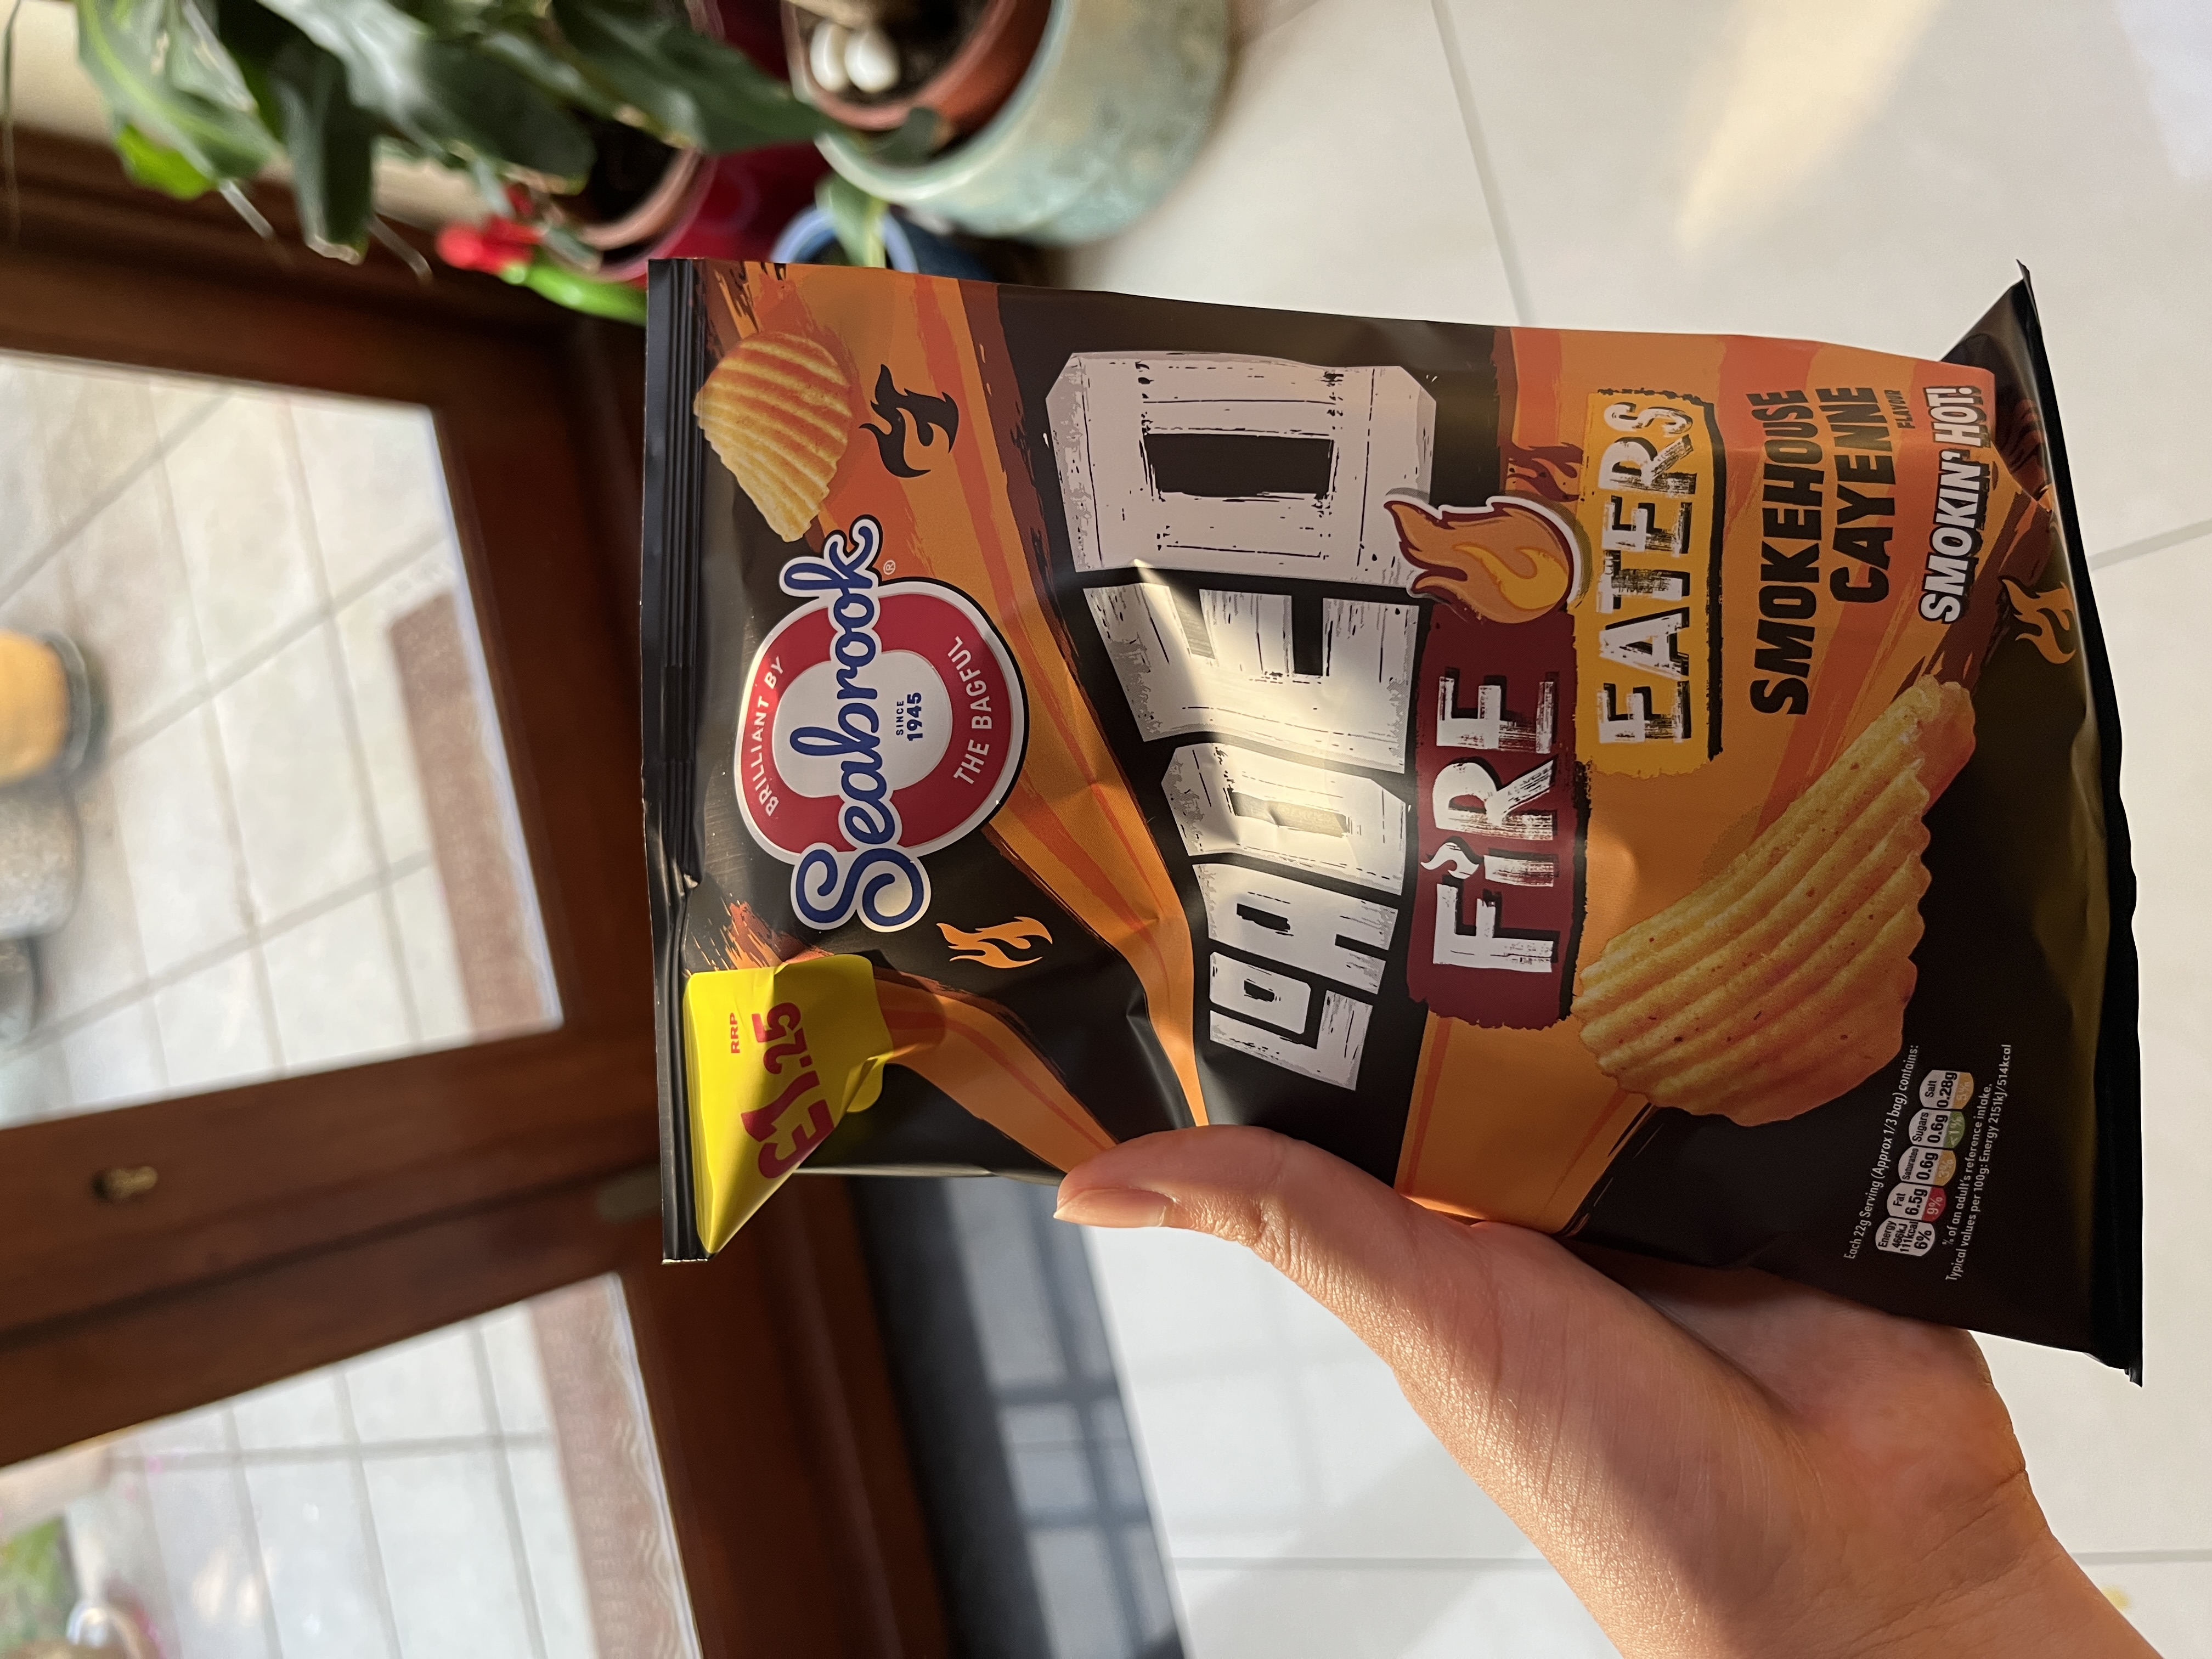 RRP
£1.25
BRILLIANT BY
Seabrook®
SINCE
1945
THE BAGFUL
LOADED
FiRE
EATERS
SMOKEHOUSE
CAYENNE
FLAVOUR
SMOKIN' HOT!
Each 22g Serving (Approx 1/3 bag) contains:
Energy 466kJ 111kcal 6%
Fat 6.5g 9%
Saturates 0.6g 3%
Sugars 0.6g <1%
Salt 0.28g 5%
% of an adult's reference intake.
Typical values per 100g: Energy 2151kJ/514kcal